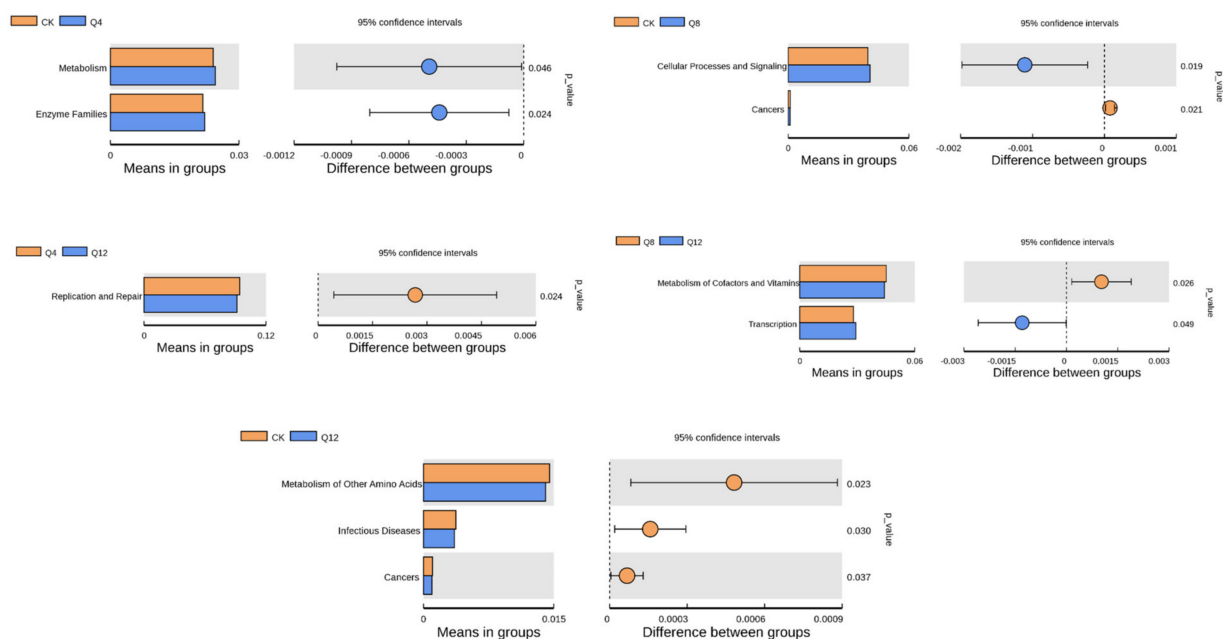 CK Q4
95% confidence intervals
Metabolism
0.046
Enzyme Families
0.024
p_value
0 0.03
-0.0012 -0.0009 -0.0006 -0.0003 0
Means in groups
Difference between groups
CK Q8
95% confidence intervals
Cellular Processes and Signaling
0.019
Cancers
0.021
p_value
0 0.06
-0.002 -0.001 0 0.001
Means in groups
Difference between groups
Q4 Q12
95% confidence intervals
Replication and Repair
0.024
p_value
0 0.12
0 0.0015 0.003 0.0045 0.006
Means in groups
Difference between groups
Q8 Q12
95% confidence intervals
Metabolism of Cofactors and Vitamins
0.026
Transcription
0.049
p_value
0 0.06
-0.003 -0.0015 0 0.0015 0.003
Means in groups
Difference between groups
CK Q12
95% confidence intervals
Metabolism of Other Amino Acids
0.023
Infectious Diseases
0.030
Cancers
0.037
p_value
0 0.015
0 0.0003 0.0006 0.0009
Means in groups
Difference between groups